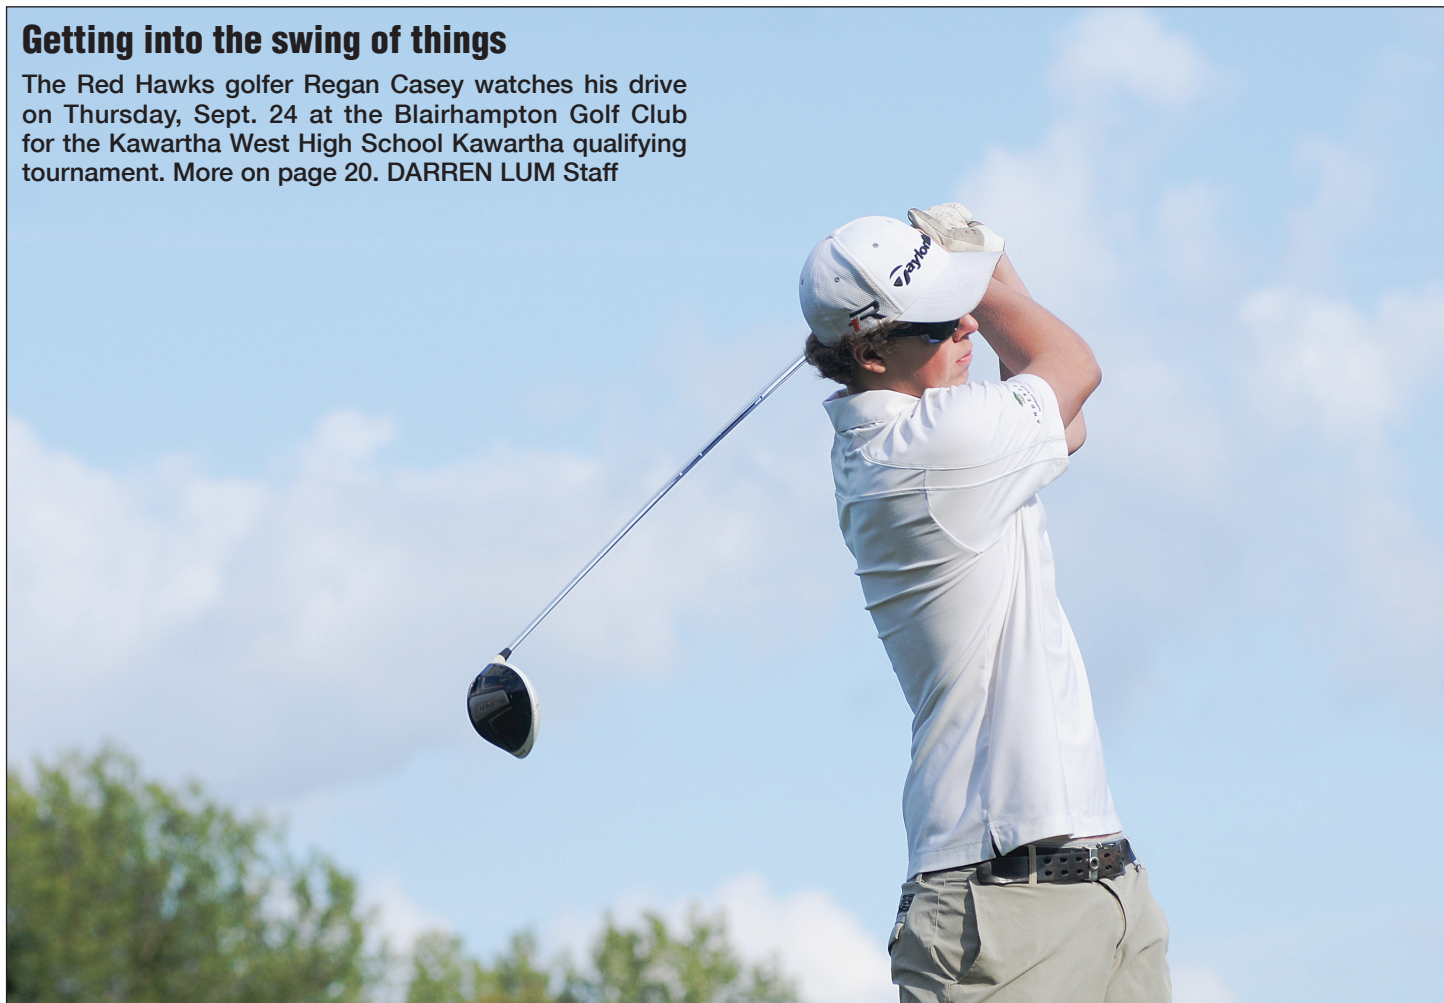 Getting into the swing of things
The Red Hawks golfer Regan Casey watches his drive
on Thursday, Sept. 24 at the Blairhampton Golf Club
for the Kawartha West High School Kawartha qualifying
tournament. More on page 20. DARREN LUM Staff
Taylor
R1